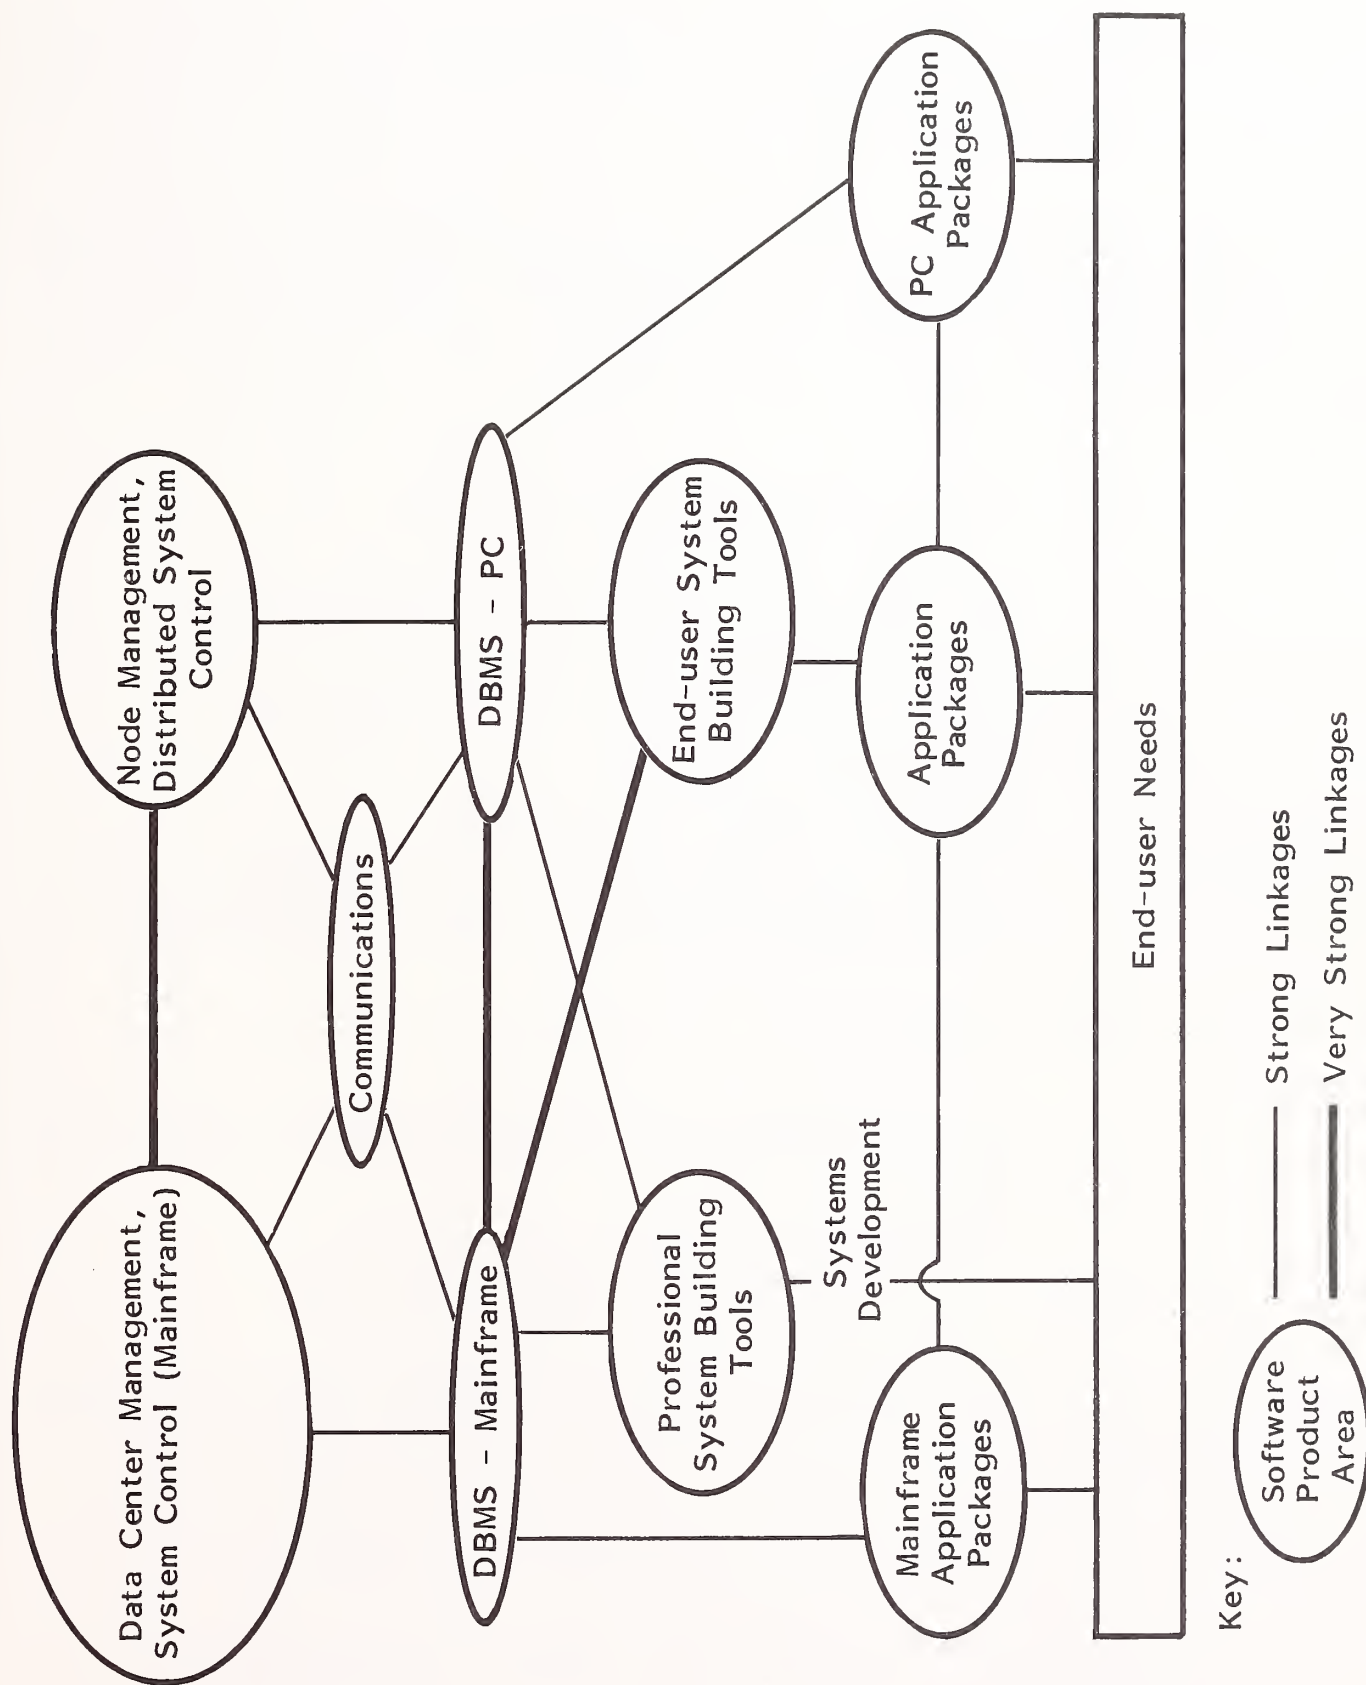 Data Center Management,
System Control (Mainframe)
Node Management,
Distributed System
Control
Communications
DBMS - Mainframe
DBMS - PC
Professional
System Building
Tools
End-user System
Building Tools
Systems
Development
Mainframe
Application
Packages
Application
Packages
PC Application
Packages
End-user Needs
Key:
Software
Product
Area
Strong Linkages
Very Strong Linkages